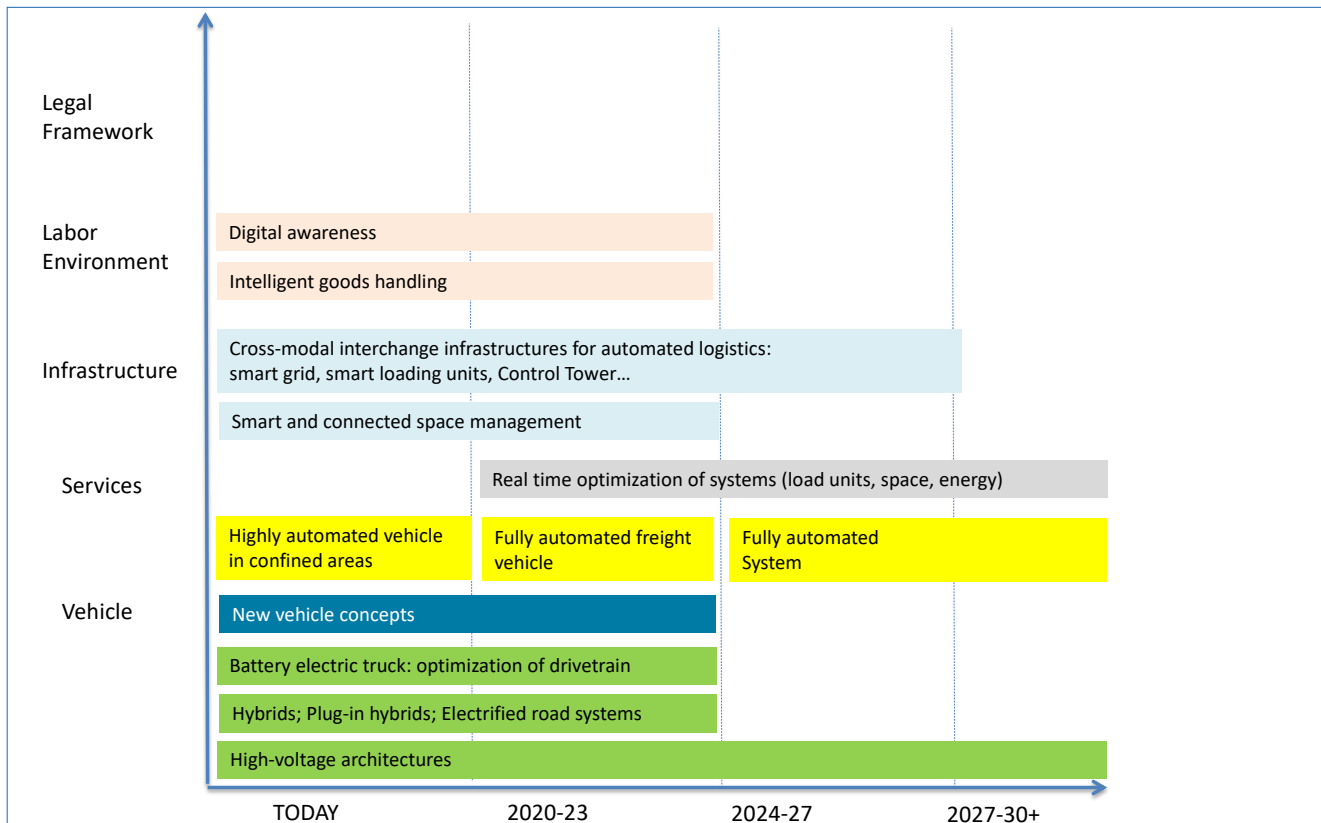 Legal
Framework
Labor
Environment
Digital awareness
Intelligent goods handling
Infrastructure
Cross-modal interchange infrastructures for automated logistics:
smart grid, smart loading units, Control Tower…
Smart and connected space management
Services
Real time optimization of systems (load units, space, energy)
Highly automated vehicle
in confined areas
Fully automated freight
vehicle
Fully automated
System
Vehicle
New vehicle concepts
Battery electric truck: optimization of drivetrain
Hybrids; Plug-in hybrids; Electrified road systems
High-voltage architectures
TODAY
2020-23
2024-27
2027-30+